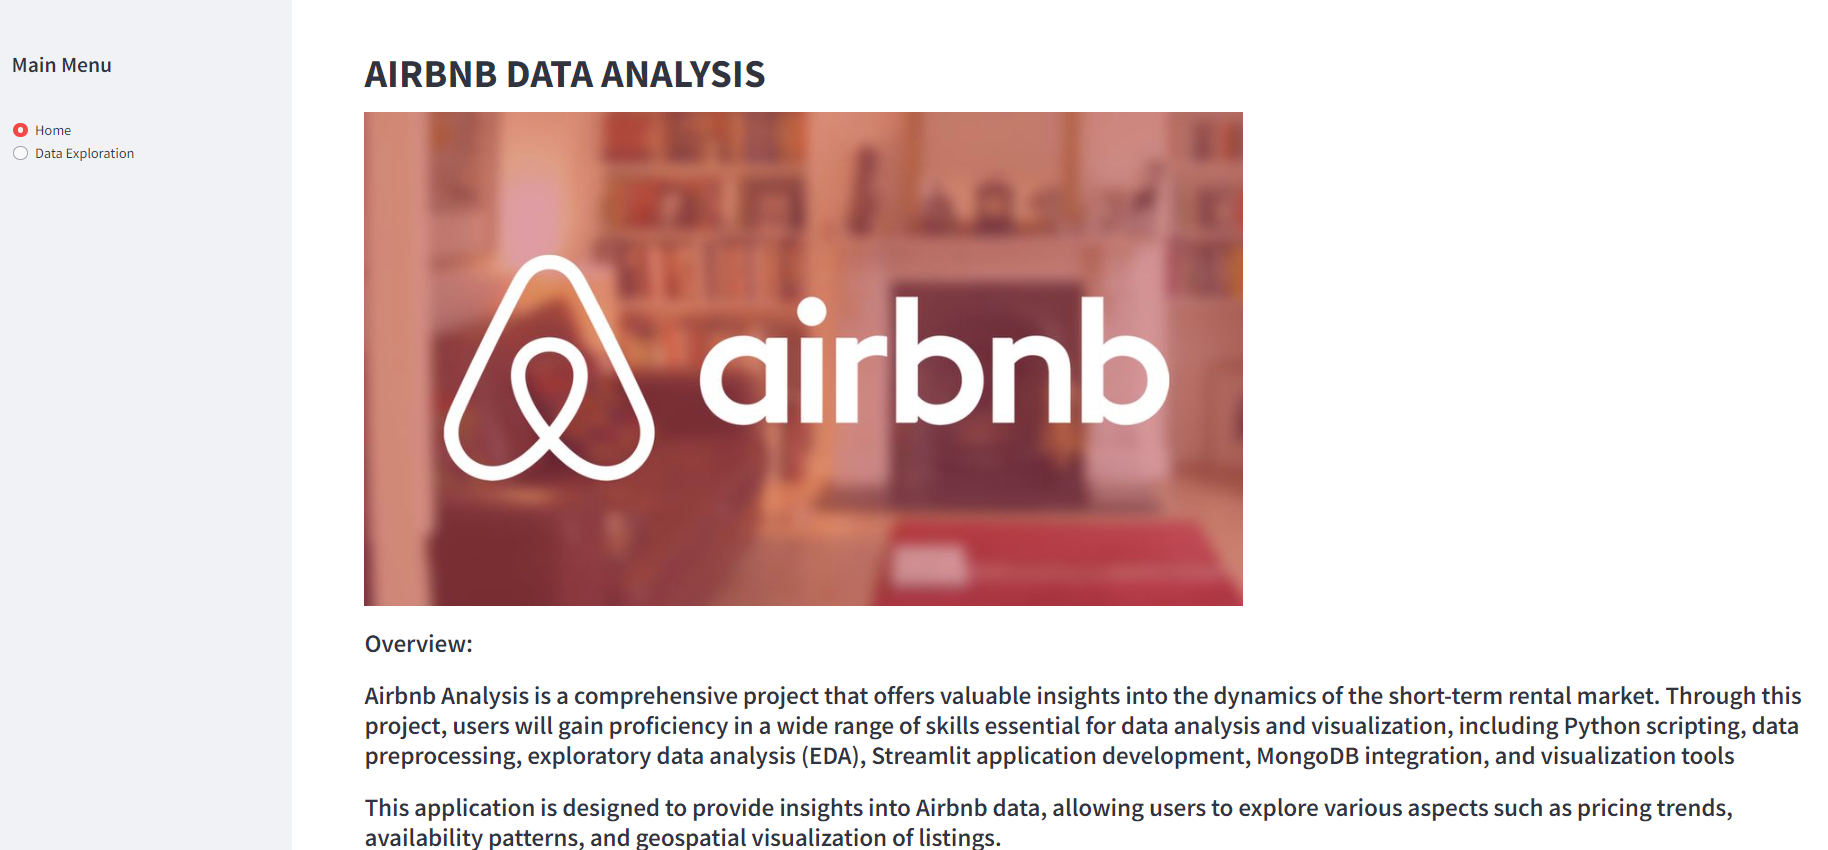 Main Menu
Home
Data Exploration
AIRBNB DATA ANALYSIS
airbnb
Overview:
Airbnb Analysis is a comprehensive project that offers valuable insights into the dynamics of the short-term rental market. Through this
project, users will gain proficiency in a wide range of skills essential for data analysis and visualization, including Python scripting, data
preprocessing, exploratory data analysis (EDA), Streamlit application development, MongoDB integration, and visualization tools
This application is designed to provide insights into Airbnb data, allowing users to explore various aspects such as pricing trends,
availability patterns, and geospatial visualization of listings.